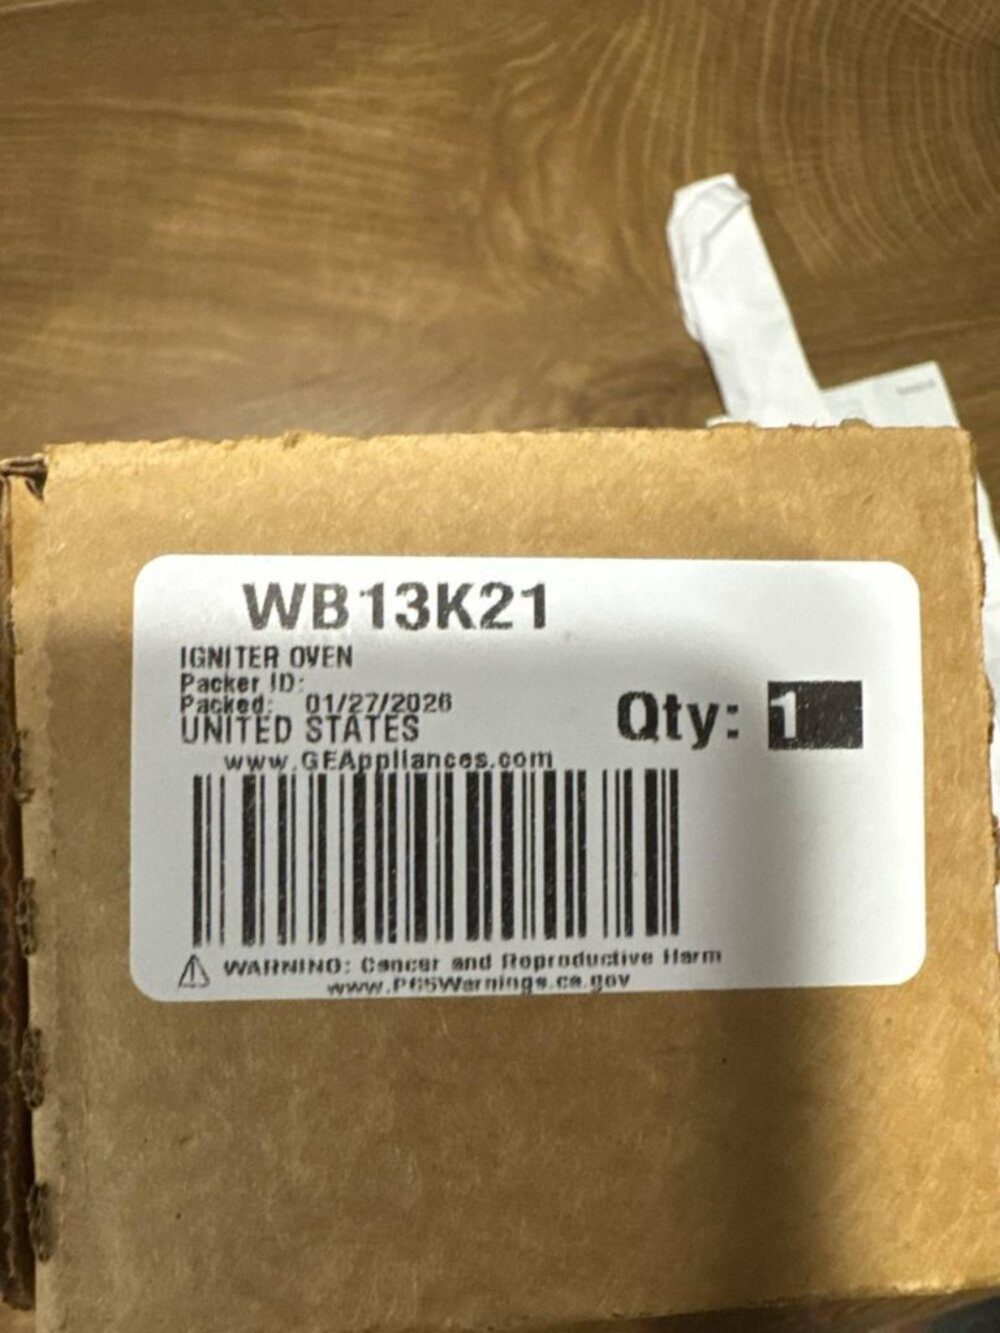 WB13K21
IGNITER OVEN
Packer ID:
Packed: 01/27/2026
Qty: 1
UNITED STATES
www.GEAppliances.com
⚠ WARNING: Cancer and Reproductive Harm
www.P65Warnings.ca.gov